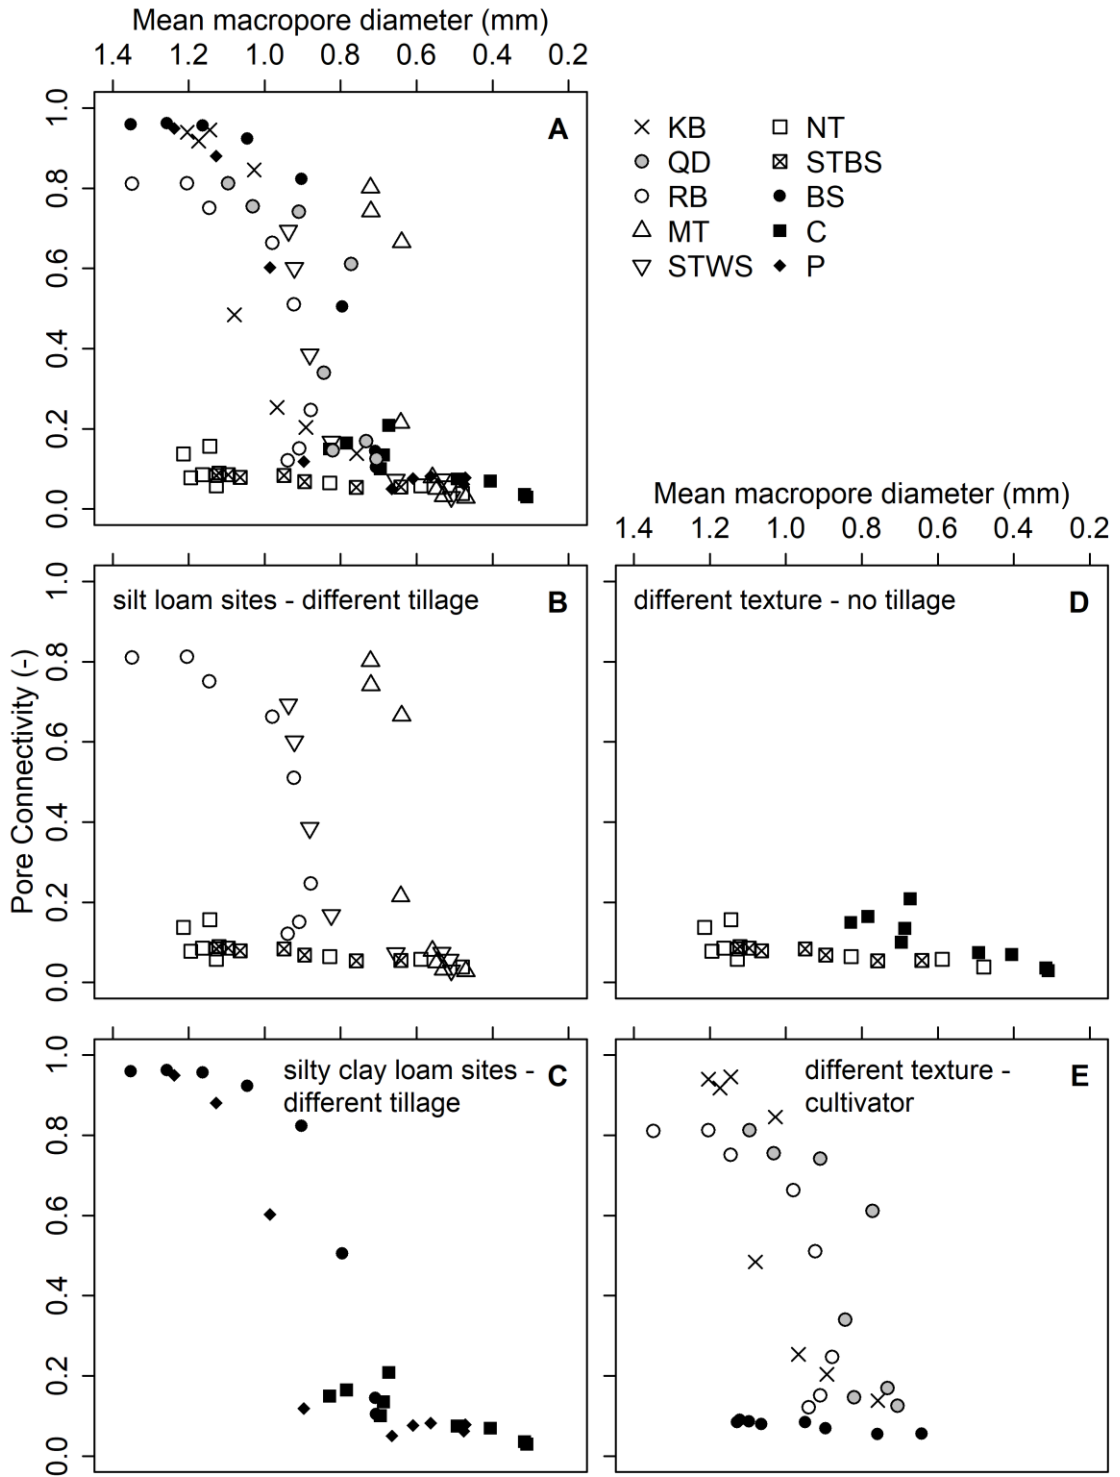 Mean macropore diameter (mm)
1.4 1.2 1.0 0.8 0.6 0.4 0.2
1.0
0.8
0.6
0.4
0.2
0.0
A
KB
QD
RB
MT
STWS
NT
STBS
BS
C
P
Mean macropore diameter (mm)
1.4 1.2 1.0 0.8 0.6 0.4 0.2
Pore Connectivity (-)
1.0
0.8
0.6
0.4
0.2
0.0
silt loam sites - different tillage
B
different texture - no tillage
D
1.0
0.8
0.6
0.4
0.2
0.0
silty clay loam sites -
different tillage
C
different texture -
cultivator
E